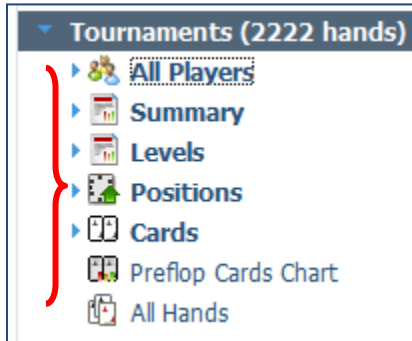 Tournaments (2222 hands)
All Players
Summary
Levels
Positions
Cards
Preflop Cards Chart
All Hands